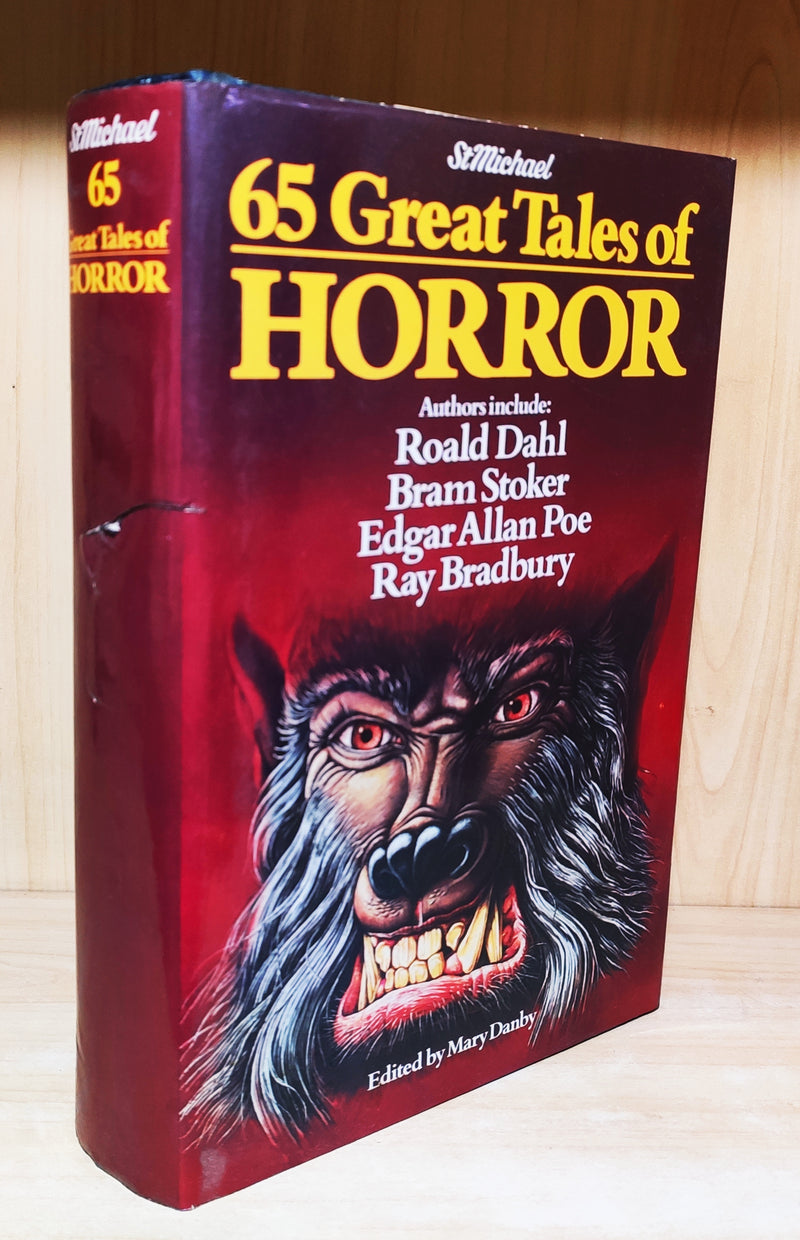 St Michael
65
Great Tales of
HORROR
St Michael
65 Great Tales of
HORROR
Authors include:
Roald Dahl
Bram Stoker
Edgar Allan Poe
Ray Bradbury
Edited by Mary Danby